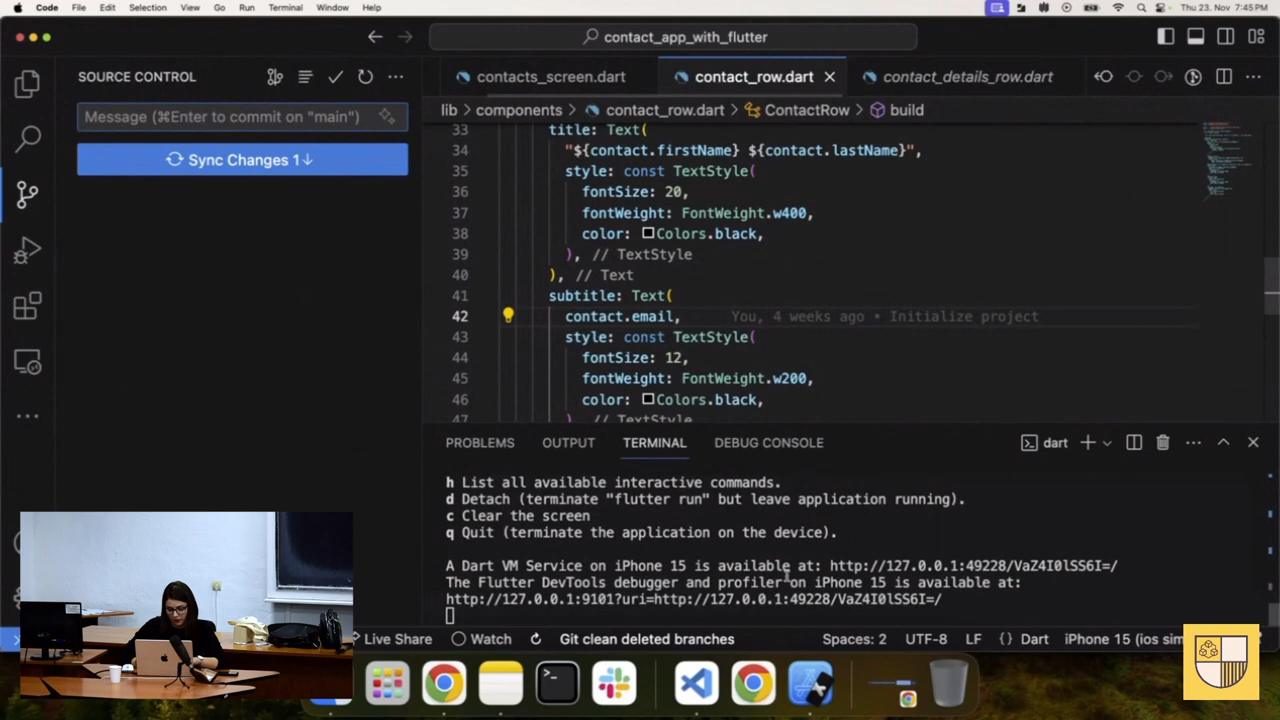 Code File Edit Selection View Go Run Terminal Window Help Thu 23. Nov 7:45 PM
contact_app_with_flutter
SOURCE CONTROL
Message (⌘Enter to commit on "main")
Sync Changes 1↓
contacts_screen.dart contact_row.dart contact_details_row.dart
lib > components > contact_row.dart > ContactRow > build
33 title: Text(
34 "${contact.firstName} ${contact.lastName}",
35 style: const TextStyle(
36 fontSize: 20,
37 fontWeight: FontWeight.w400,
38 color: Colors.black,
39 ), // TextStyle
40 ), // Text
41 subtitle: Text(
42 contact.email, You, 4 weeks ago • Initialize project
43 style: const TextStyle(
44 fontSize: 12,
45 fontWeight: FontWeight.w200,
46 color: Colors.black,
47 ) // TextStyle
PROBLEMS OUTPUT TERMINAL DEBUG CONSOLE dart
h List all available interactive commands.
d Detach (terminate "flutter run" but leave application running).
c Clear the screen
q Quit (terminate the application on the device).
A Dart VM Service on iPhone 15 is available at: http://127.0.0.1:49228/VaZ4I0lSS6I=/
The Flutter DevTools debugger and profiler on iPhone 15 is available at:
http://127.0.0.1:9101?uri=http://127.0.0.1:49228/VaZ4I0lSS6I=/
Live Share Watch Git clean deleted branches Spaces: 2 UTF-8 LF {} Dart iPhone 15 (ios sim